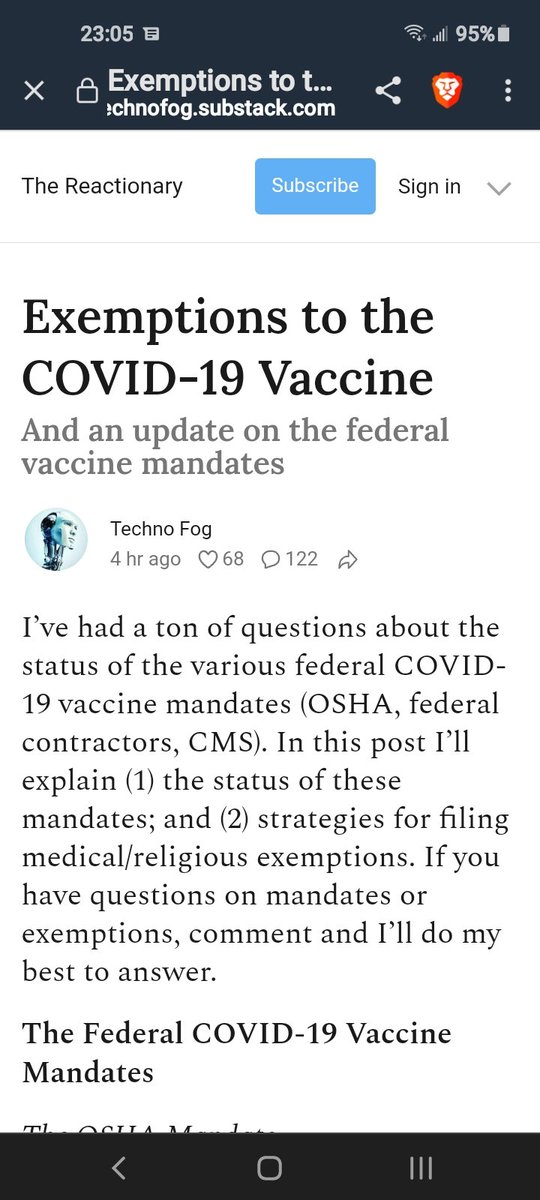 23:05 95%
Exemptions to t...
echnofog.substack.com
The Reactionary Subscribe Sign in
Exemptions to the
COVID-19 Vaccine
And an update on the federal
vaccine mandates
Techno Fog
4 hr ago 68 122
I’ve had a ton of questions about the
status of the various federal COVID-
19 vaccine mandates (OSHA, federal
contractors, CMS). In this post I’ll
explain (1) the status of these
mandates; and (2) strategies for filing
medical/religious exemptions. If you
have questions on mandates or
exemptions, comment and I’ll do my
best to answer.
The Federal COVID-19 Vaccine
Mandates
The OSHA Mandate